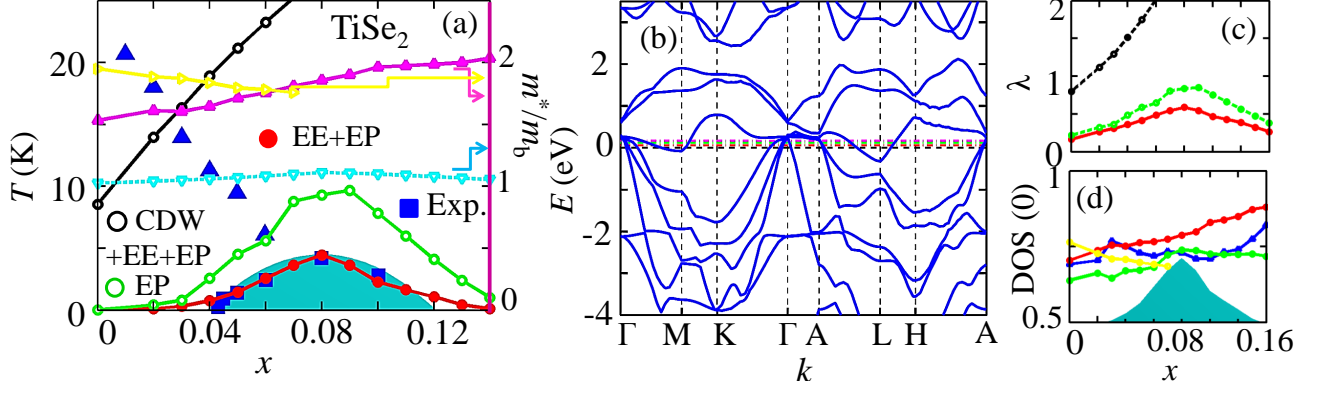 (a)
TiSe2
20
10
0
T (K)
EE+EP
CDW
+EE+EP
EP
Exp.
2
1
0
m*/mb
0.04
0.08
0.12
x
(b)
2
0
-2
-4
E (eV)
Γ M K Γ A L H A
k
(c)
2
1
0
λ
(d)
DOS (0)
1
0.5
0 0.08 0.16
x